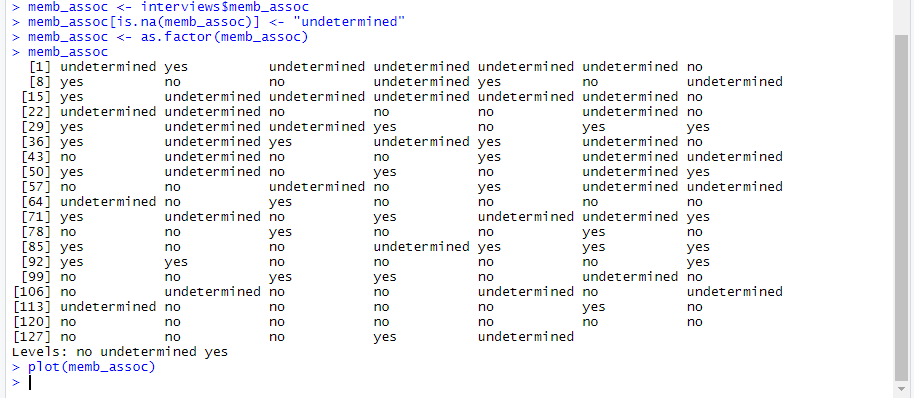 > memb_assoc <- interviews$memb_assoc
> memb_assoc[is.na(memb_assoc)] <- "undetermined"
> memb_assoc <- as.factor(memb_assoc)
> memb_assoc
[1] undetermined yes undetermined undetermined undetermined undetermined no
[8] yes no no undetermined yes no undetermined
[15] yes undetermined undetermined undetermined undetermined undetermined no
[22] undetermined undetermined no no no undetermined no
[29] yes undetermined undetermined yes no yes yes
[36] yes undetermined yes undetermined yes undetermined no
[43] no undetermined no no yes undetermined undetermined
[50] yes undetermined no yes no undetermined yes
[57] no no undetermined no yes undetermined undetermined
[64] undetermined no yes no no no no
[71] yes undetermined no yes undetermined undetermined yes
[78] no no yes no no yes no
[85] yes no no undetermined yes yes yes
[92] yes yes no no no no yes
[99] no no yes yes no undetermined no
[106] no undetermined no no undetermined no undetermined
[113] undetermined no no no no yes no
[120] no no no no no no no
[127] no no no yes undetermined
Levels: no undetermined yes
> plot(memb_assoc)
>